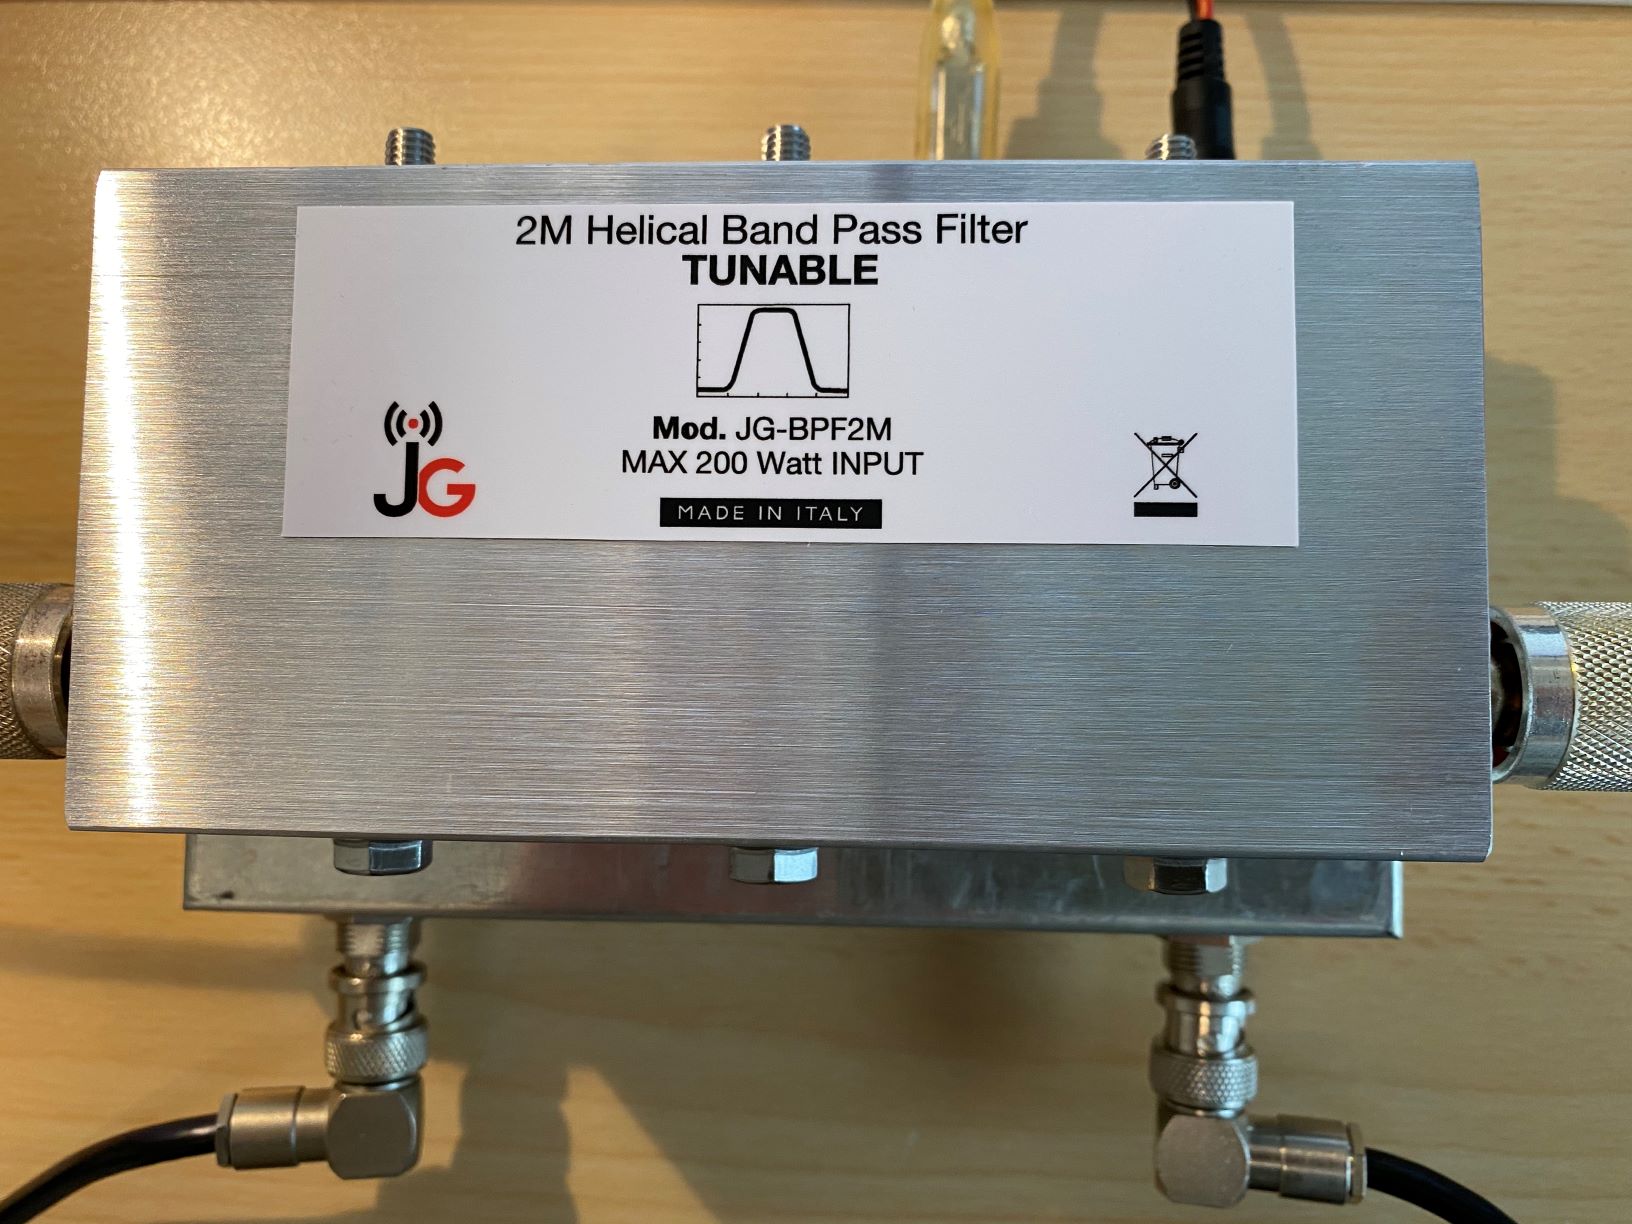 2M Helical Band Pass Filter
TUNABLE
JG
Mod. JG-BPF2M
MAX 200 Watt INPUT
MADE IN ITALY